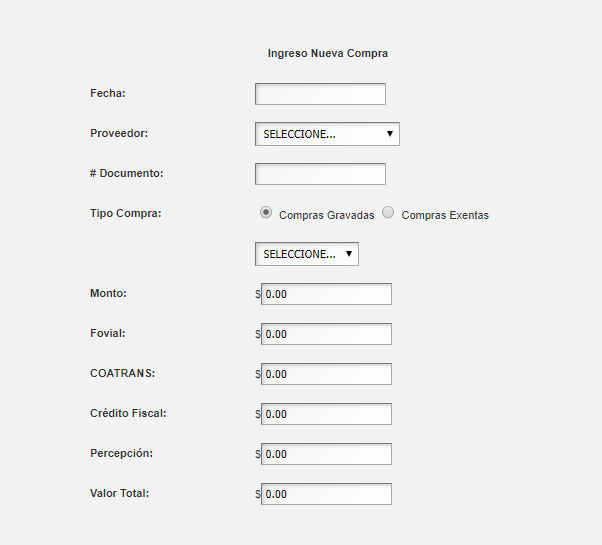 Ingreso Nueva Compra
Fecha:
Proveedor: SELECCIONE...
# Documento:
Tipo Compra: Compras Gravadas Compras Exentas
SELECCIONE...
Monto: $ 0.00
Fovial: $ 0.00
COATRANS: $ 0.00
Crédito Fiscal: $ 0.00
Percepción: $ 0.00
Valor Total: $ 0.00